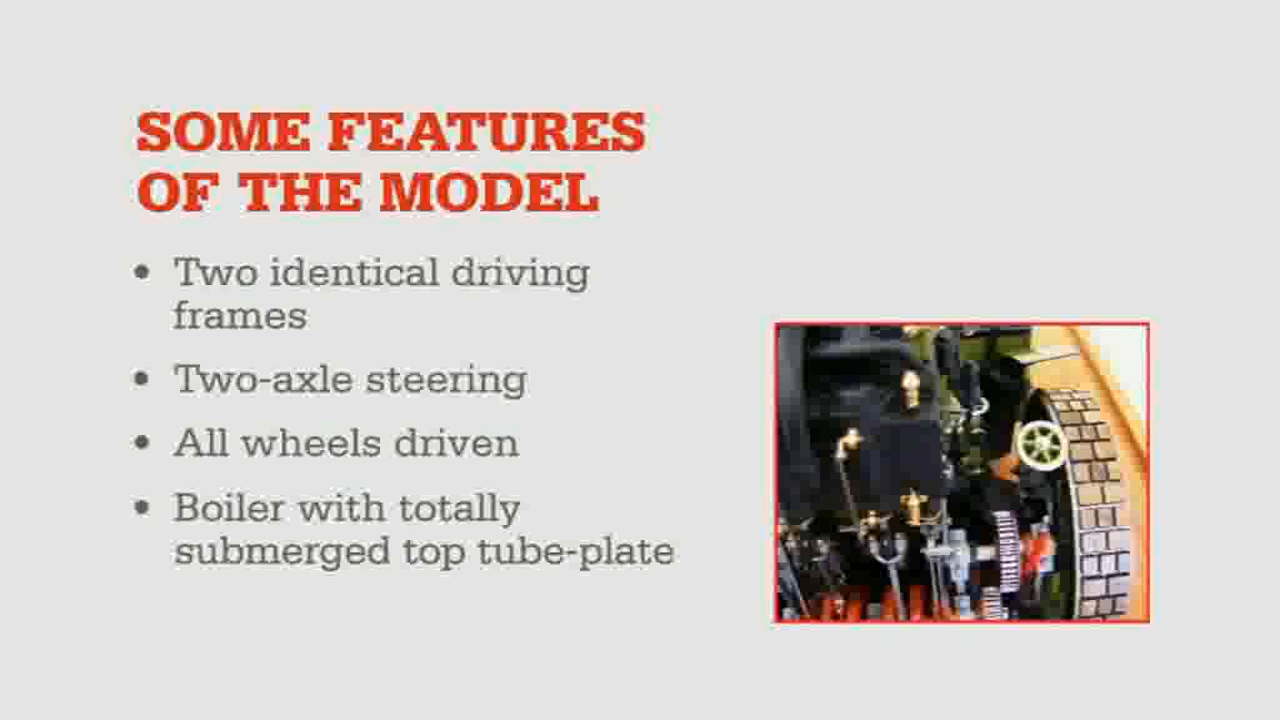 SOME FEATURES
OF THE MODEL
• Two identical driving
frames
• Two-axle steering
• All wheels driven
• Boiler with totally
submerged top tube-plate